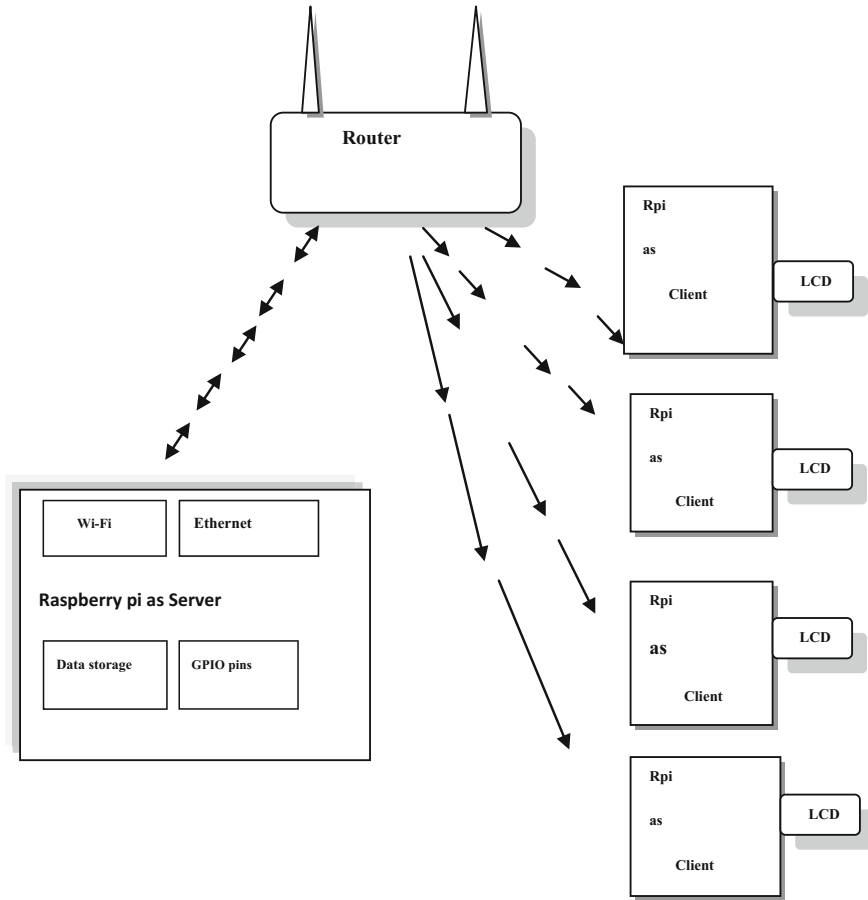 Router
Rpi
as
Client
LCD
Rpi
as
Client
LCD
Wi-Fi
Ethernet
Raspberry pi as Server
Data storage
GPIO pins
Rpi
as
Client
LCD
Rpi
as
Client
LCD